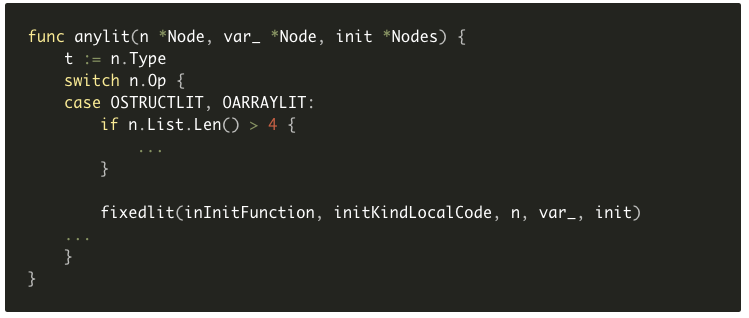 func anylit(n *Node, var_ *Node, init *Nodes) {
    t := n.Type
    switch n.Op {
    case OSTRUCTLIT, OARRAYLIT:
        if n.List.Len() > 4 {
            ...
        }

        fixedlit(inInitFunction, initKindLocalCode, n, var_, init)
    ...
    }
}